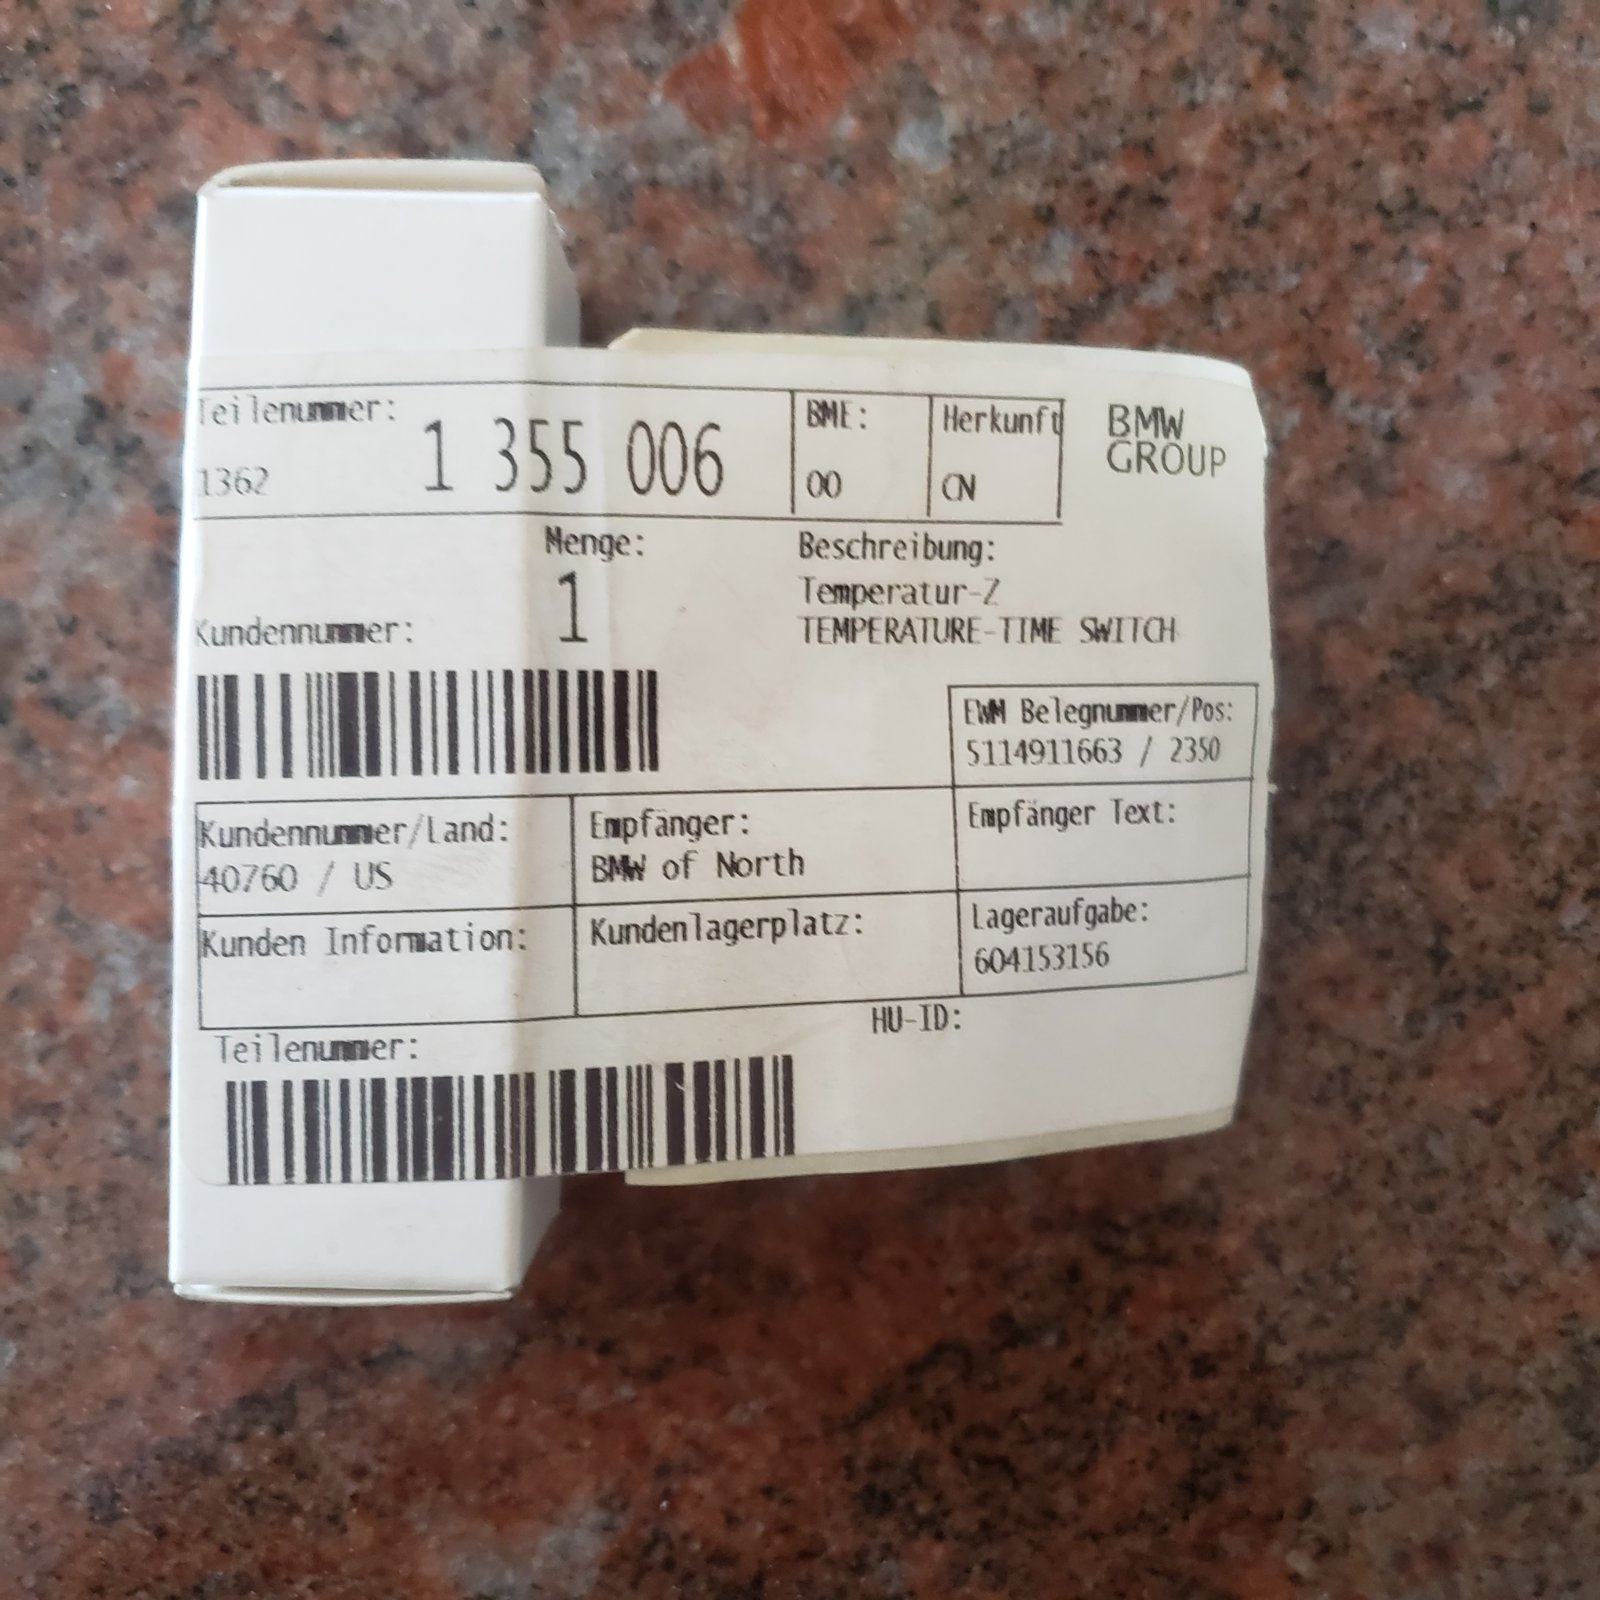 Teilenummer:
1362 1 355 006
BME:
00
Herkunft
CN
BMW
GROUP
Menge:
1
Beschreibung:
Temperatur-Z
TEMPERATURE-TIME SWITCH
Kundennummer:
EWM Belegnummer/Pos:
5114911663 / 2350
Kundennummer/Land:
40760 / US
Empfänger:
BMW of North
Empfänger Text:
Kunden Information:
Kundenlagerplatz:
Lageraufgabe:
604153156
HU-ID:
Teilenummer: